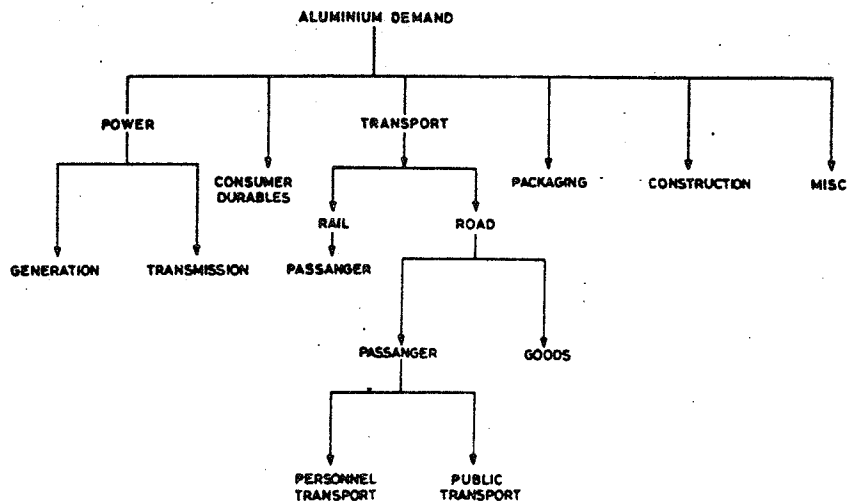 ALUMINIUM DEMAND
POWER
TRANSPORT
CONSUMER
DURABLES
PACKAGING
CONSTRUCTION
MISC
RAIL
ROAD
GENERATION
TRANSMISSION
PASSANGER
PASSANGER
GOODS
PERSONNEL
TRANSPORT
PUBLIC
TRANSPORT